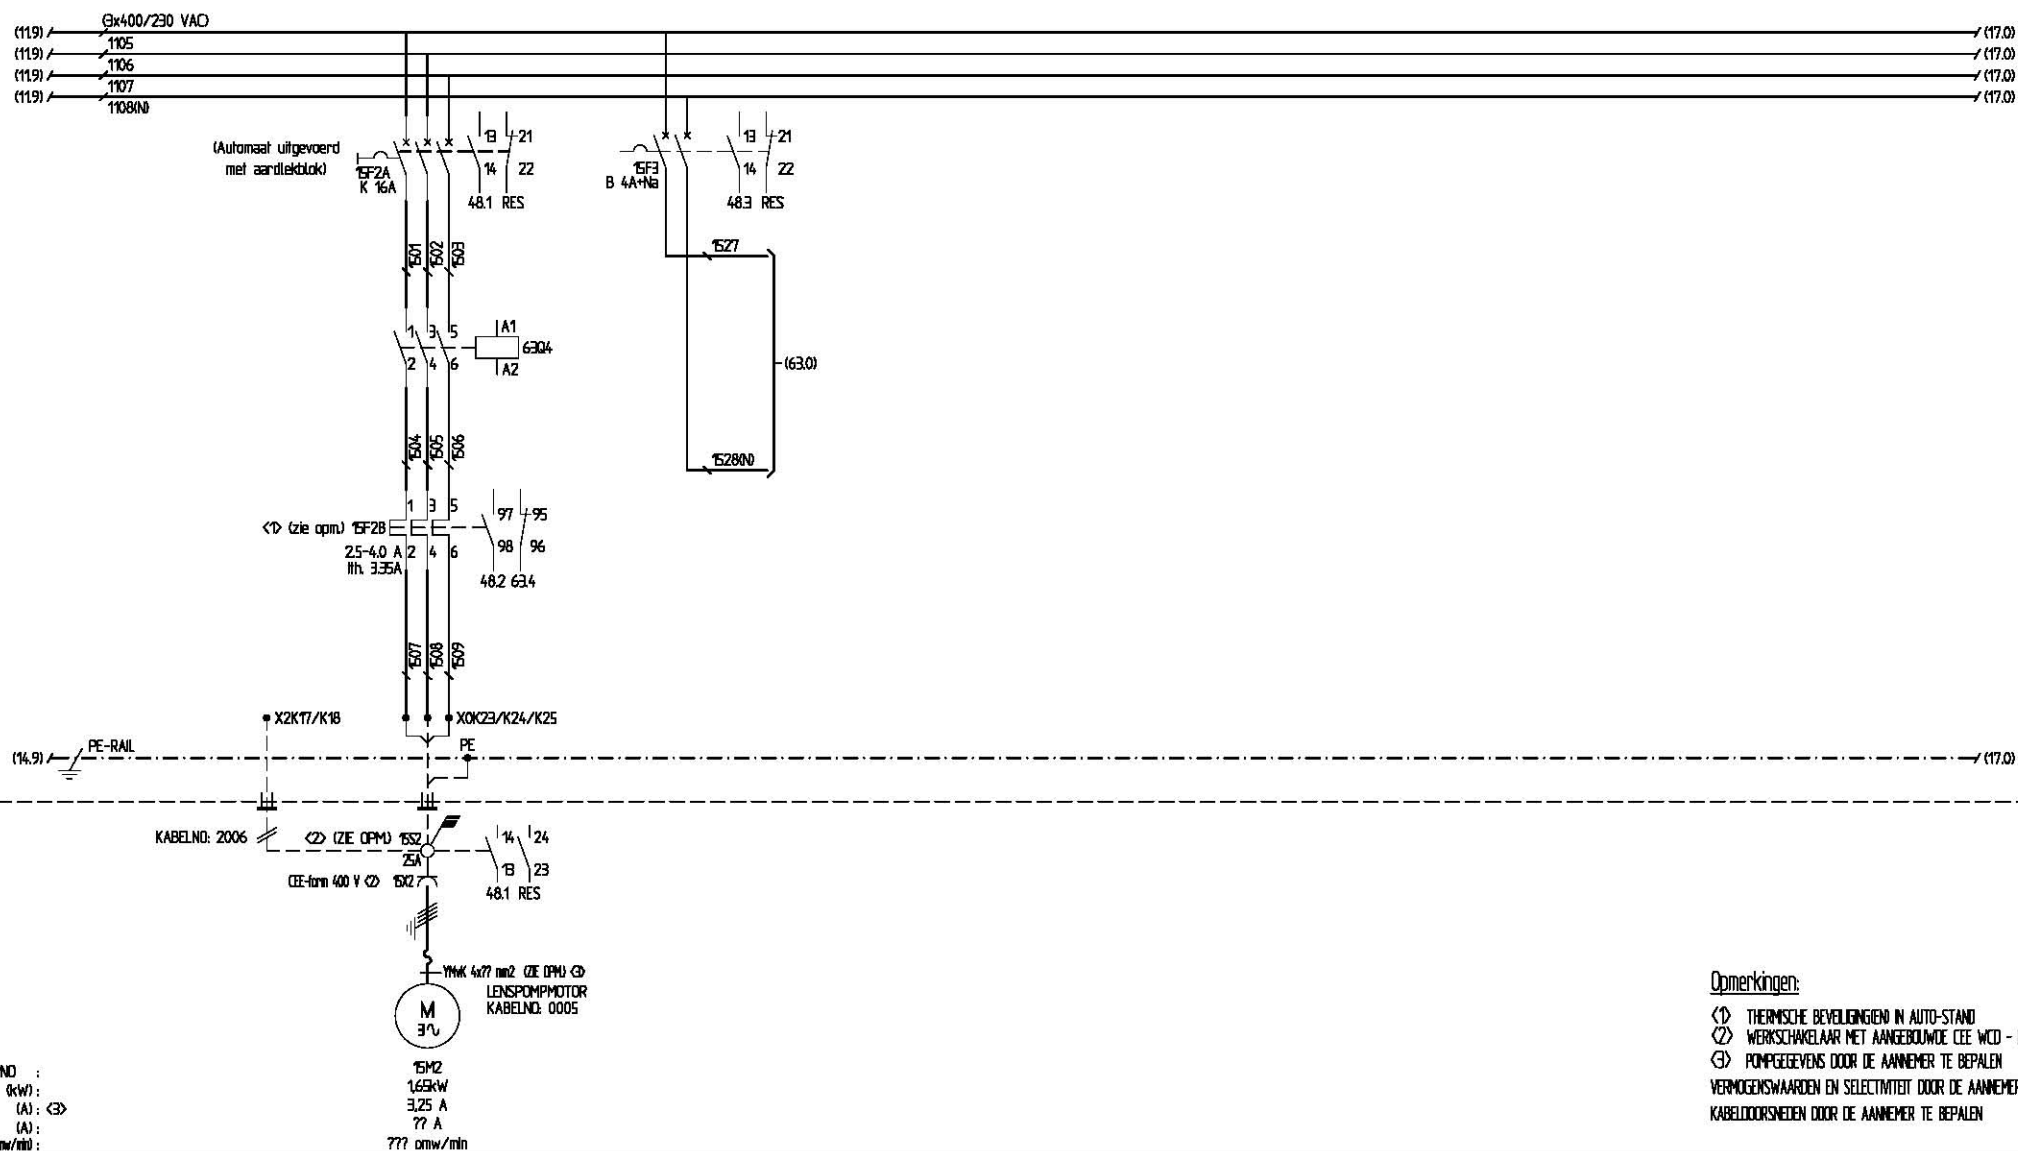 (3x400/230 VAC)
(11.9) (17.0)
1105
(11.9) (17.0)
1106
(11.9) (17.0)
1107
(11.9) (17.0)
1108(N)
(Automaat uitgevoerd
met aardlekblok)
15F2A
K 16A
13 21
14 22
48.1 RES
15F3
B 4A+Na
13 21
14 22
48.3 RES
1501 1502 1503
1527
1 3 5
A1
63Q4
2 4 6
A2
(63.0)
1504 1505 1506
1528(N)
1 3 5
97 95
<1> (zie opm.) 15F2B
2.5-4.0 A 2 4 6
98 96
Ith. 3.35A
48.2 63.4
1507 1508 1509
X2K17/K18
X0K23/K24/K25
PE-RAIL
PE
(14.9) (17.0)
KABELNO: 2006
<2> (ZIE OPM.) 15S2
25A
14 24
13 23
CEE-form 400 V <2> 15X2
48.1 RES
YMvK 4x?? mm2 (ZIE OPM.) <3>
LENSPOMPMOTOR
KABELNO: 0005
M
3∿
15M2
1,65kW
3,25 A
?? A
??? omw/min
NO :
(kW) :
(A) : <3>
(A) :
mw/min) :
Opmerkingen:
<1> THERMISCHE BEVEILIGING(EN) IN AUTO-STAND
<2> WERKSCHAKELAAR MET AANGEBOUWDE CEE WCD -
<3> POMPGEGEVENS DOOR DE AANNEMER TE BEPALEN
VERMOGENSWAARDEN EN SELECTIVITEIT DOOR DE AANNEMER
KABELDOORSNEDEN DOOR DE AANNEMER TE BEPALEN